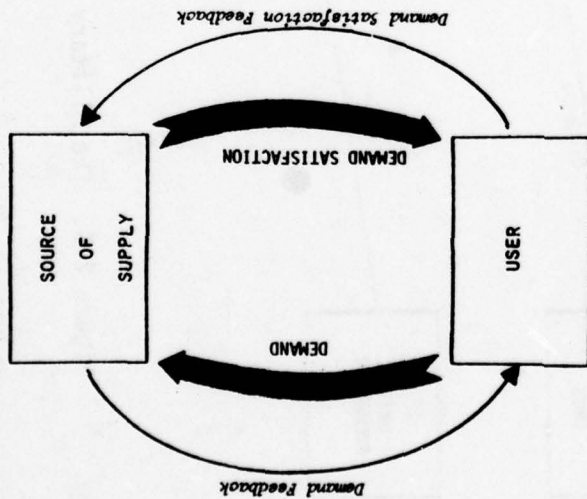 Demand Satisfaction Feedback
SOURCE
OF
SUPPLY
DEMAND SATISFACTION
USER
DEMAND
Demand Feedback